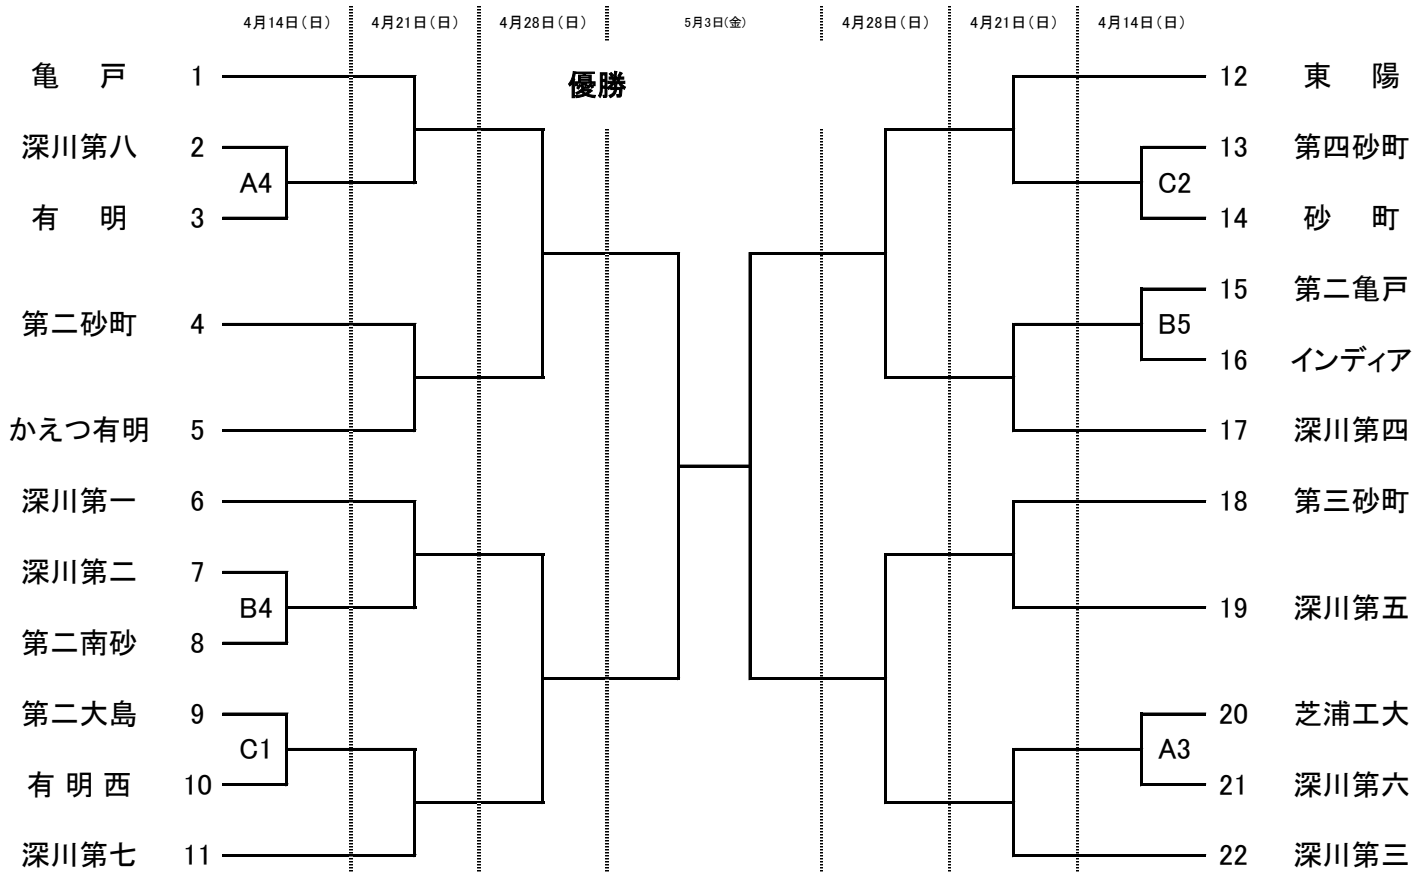 4月14日(日) 4月21日(日) 4月28日(日) 5月3日(金) 4月28日(日) 4月21日(日) 4月14日(日)
優勝
亀 戸 1
深川第八 2
A4
有 明 3
第二砂町 4
かえつ有明 5
深川第一 6
深川第二 7
B4
第二南砂 8
第二大島 9
C1
有明西 10
深川第七 11
12 東 陽
13 第四砂町
C2
14 砂 町
15 第二亀戸
B5
16 インディア
17 深川第四
18 第三砂町
19 深川第五
20 芝浦工大
A3
21 深川第六
22 深川第三